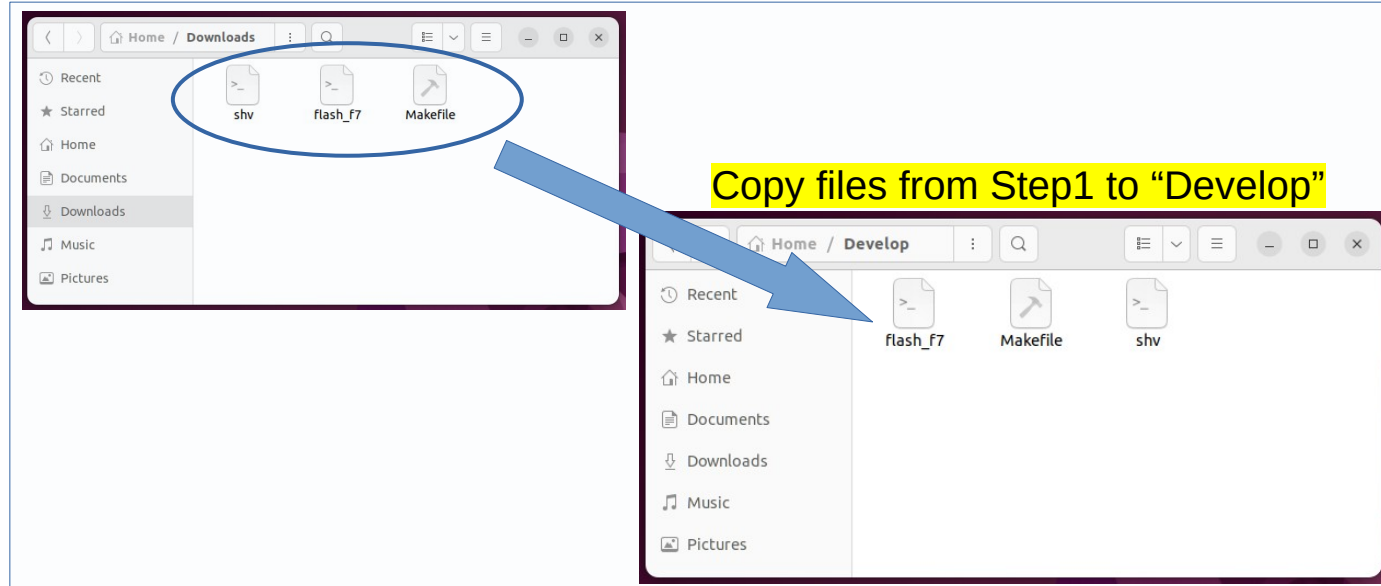 Home / Downloads
Recent
Starred
Home
Documents
Downloads
Music
Pictures
>_
>_
shv
flash_f7
Makefile
Copy files from Step1 to “Develop”
Home / Develop
Recent
Starred
Home
Documents
Downloads
Music
Pictures
>_
>_
flash_f7
Makefile
shv